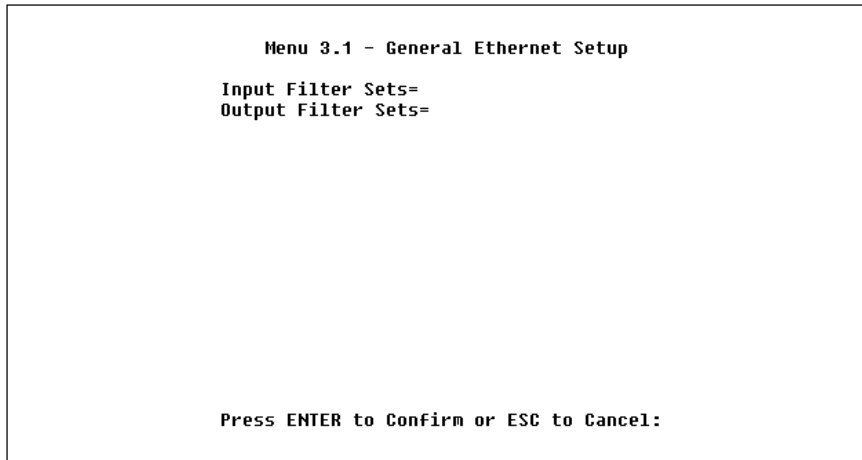 Menu 3.1 - General Ethernet Setup
Input Filter Sets=
Output Filter Sets=
Press ENTER to Confirm or ESC to Cancel: